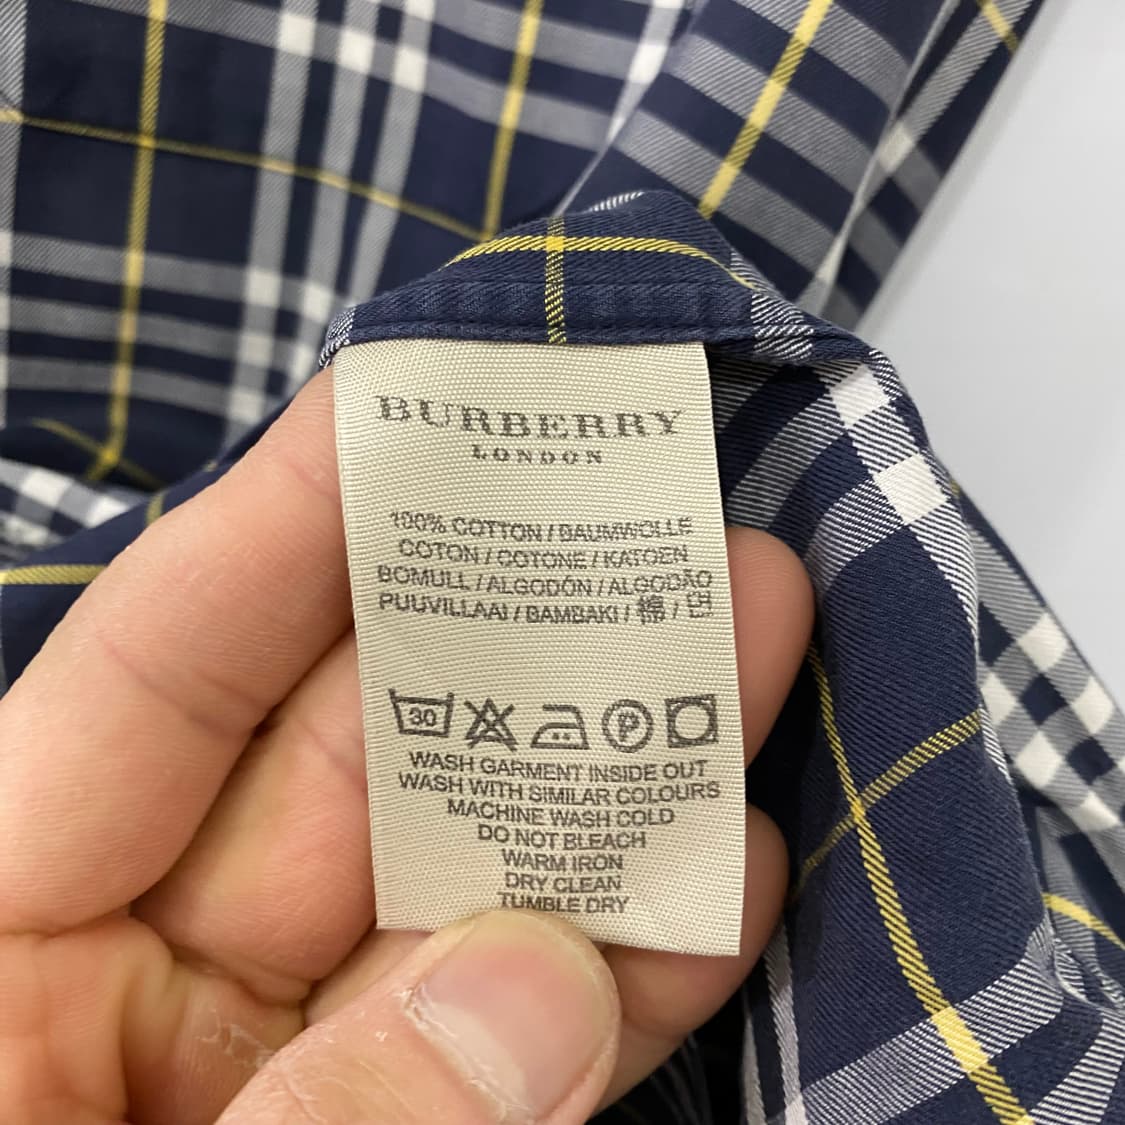 BURBERRY
LONDON
100% COTTON / BAUMWOLLE
COTON / COTONE / KATOEN
BOMULL / ALGODÓN / ALGODÃO
PUUVILLAAI / BAMBAKI / 棉 / 면
30
P
WASH GARMENT INSIDE OUT
WASH WITH SIMILAR COLOURS
MACHINE WASH COLD
DO NOT BLEACH
WARM IRON
DRY CLEAN
TUMBLE DRY